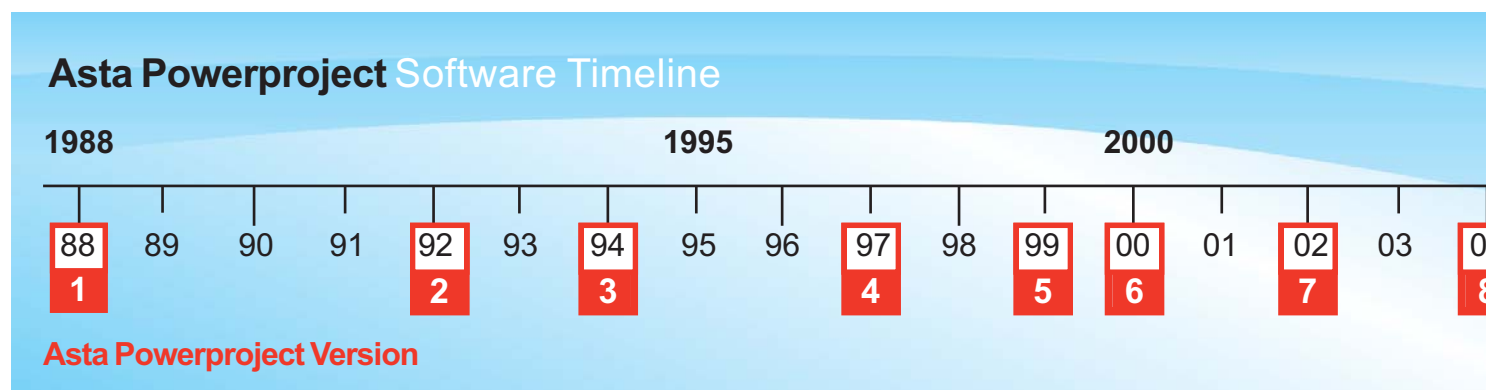 Asta Powerproject Software Timeline
1988 1995 2000
88 89 90 91 92 93 94 95 96 97 98 99 00 01 02 03
1 2 3 4 5 6 7
Asta Powerproject Version